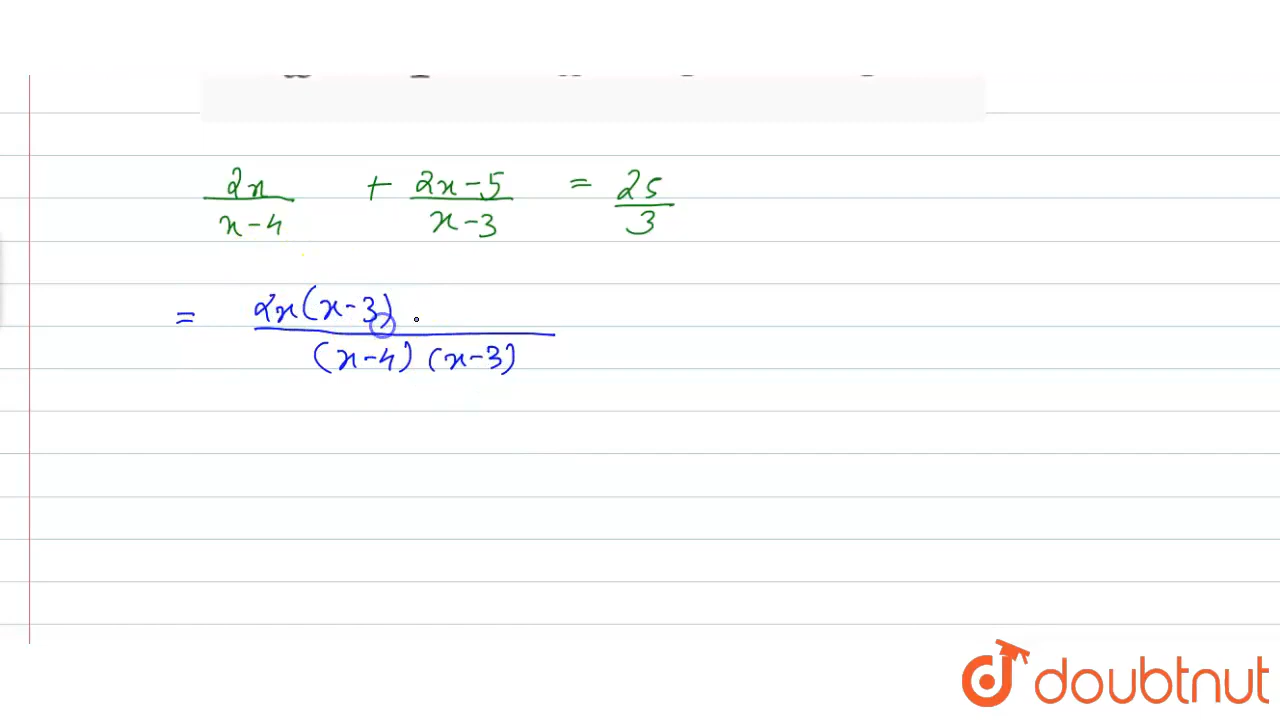 2x/(x-4) + (2x-5)/(x-3) = 25/3
= 2x(x-3)
(x-4) (x-3)
doubtnut